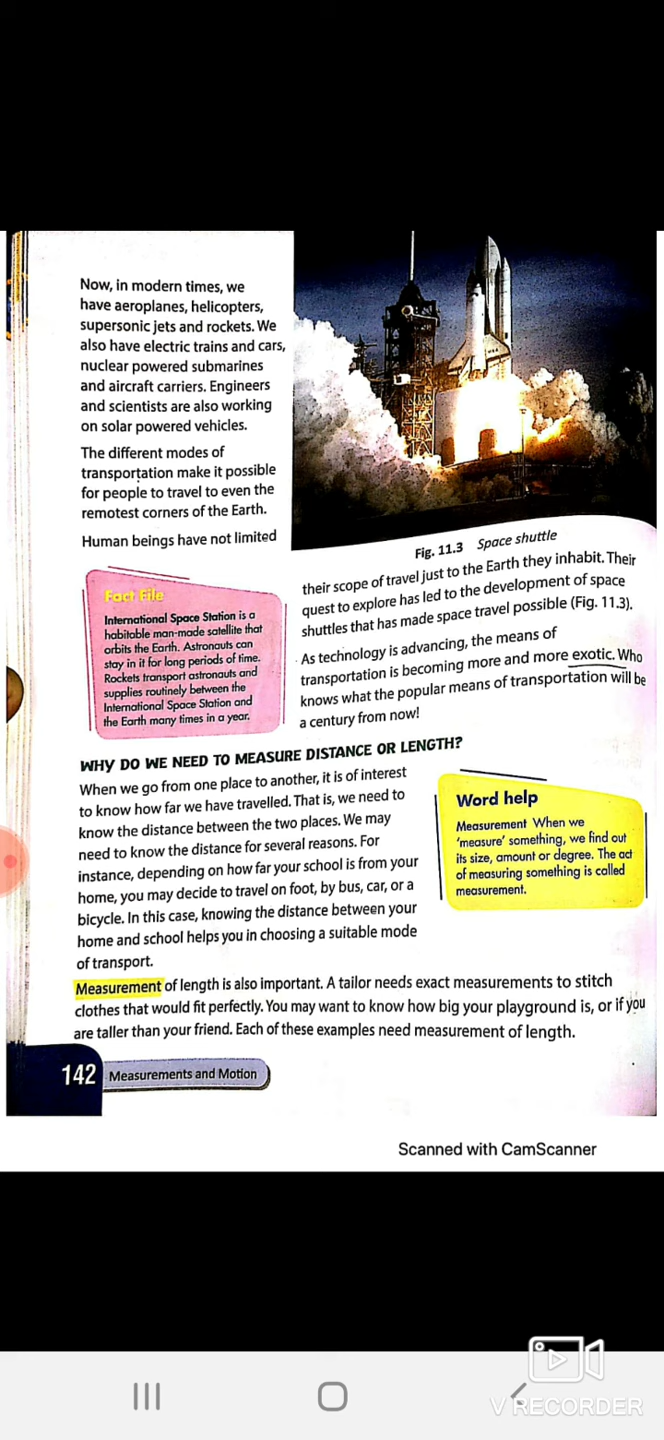 Now, in modern times, we
have aeroplanes, helicopters,
supersonic jets and rockets. We
also have electric trains and cars,
nuclear powered submarines
and aircraft carriers. Engineers
and scientists are also working
on solar powered vehicles.
The different modes of
transportation make it possible
for people to travel to even the
remotest corners of the Earth.
Human beings have not limited
Fig. 11.3 Space shuttle
their scope of travel just to the Earth they inhabit. Their
quest to explore has led to the development of space
shuttles that has made space travel possible (Fig. 11.3).
As technology is advancing, the means of
transportation is becoming more and more exotic. Who
knows what the popular means of transportation will be
a century from now!
Fact File
International Space Station is a
habitable man-made satellite that
orbits the Earth. Astronauts can
stay in it for long periods of time.
Rockets transport astronauts and
supplies routinely between the
International Space Station and
the Earth many times in a year.
WHY DO WE NEED TO MEASURE DISTANCE OR LENGTH?
When we go from one place to another, it is of interest
to know how far we have travelled. That is, we need to
know the distance between the two places. We may
need to know the distance for several reasons. For
instance, depending on how far your school is from your
home, you may decide to travel on foot, by bus, car, or a
bicycle. In this case, knowing the distance between your
home and school helps you in choosing a suitable mode
of transport.
Word help
Measurement When we
'measure' something, we find out
its size, amount or degree. The act
of measuring something is called
measurement.
Measurement of length is also important. A tailor needs exact measurements to stitch
clothes that would fit perfectly. You may want to know how big your playground is, or if you
are taller than your friend. Each of these examples need measurement of length.
142 Measurements and Motion
Scanned with CamScanner
V RECORDER